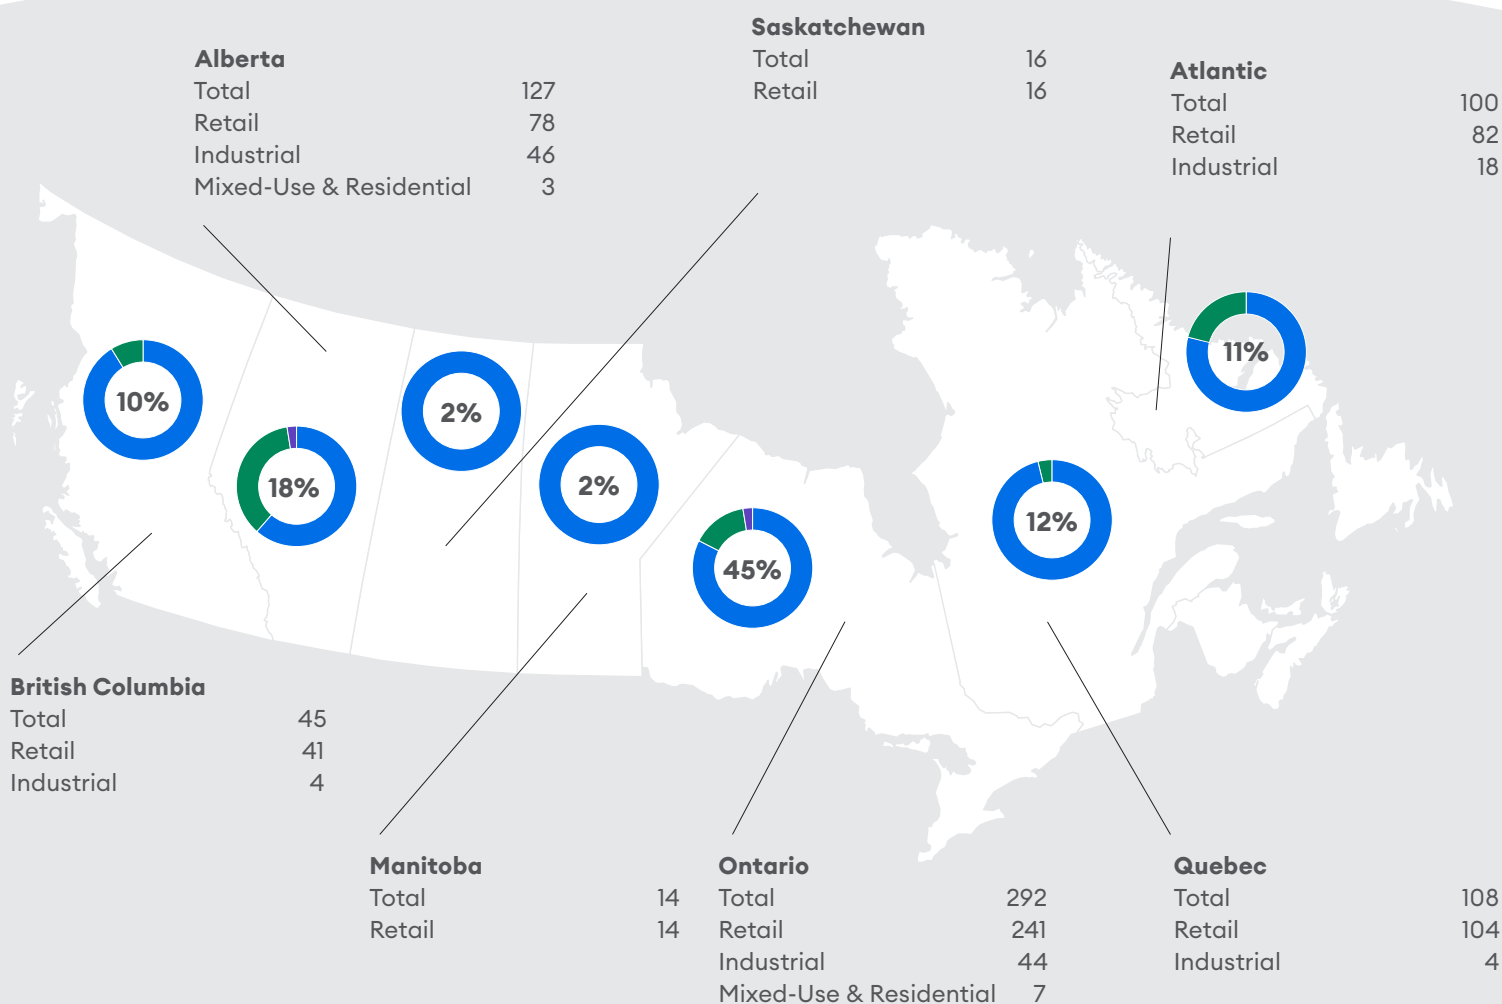 Saskatchewan
Total 16
Retail 16
Alberta
Total 127
Retail 78
Industrial 46
Mixed-Use & Residential 3
Atlantic
Total 100
Retail 82
Industrial 18
10%
18%
2%
2%
45%
12%
11%
British Columbia
Total 45
Retail 41
Industrial 4
Manitoba
Total 14
Retail 14
Ontario
Total 292
Retail 241
Industrial 44
Mixed-Use & Residential 7
Quebec
Total 108
Retail 104
Industrial 4